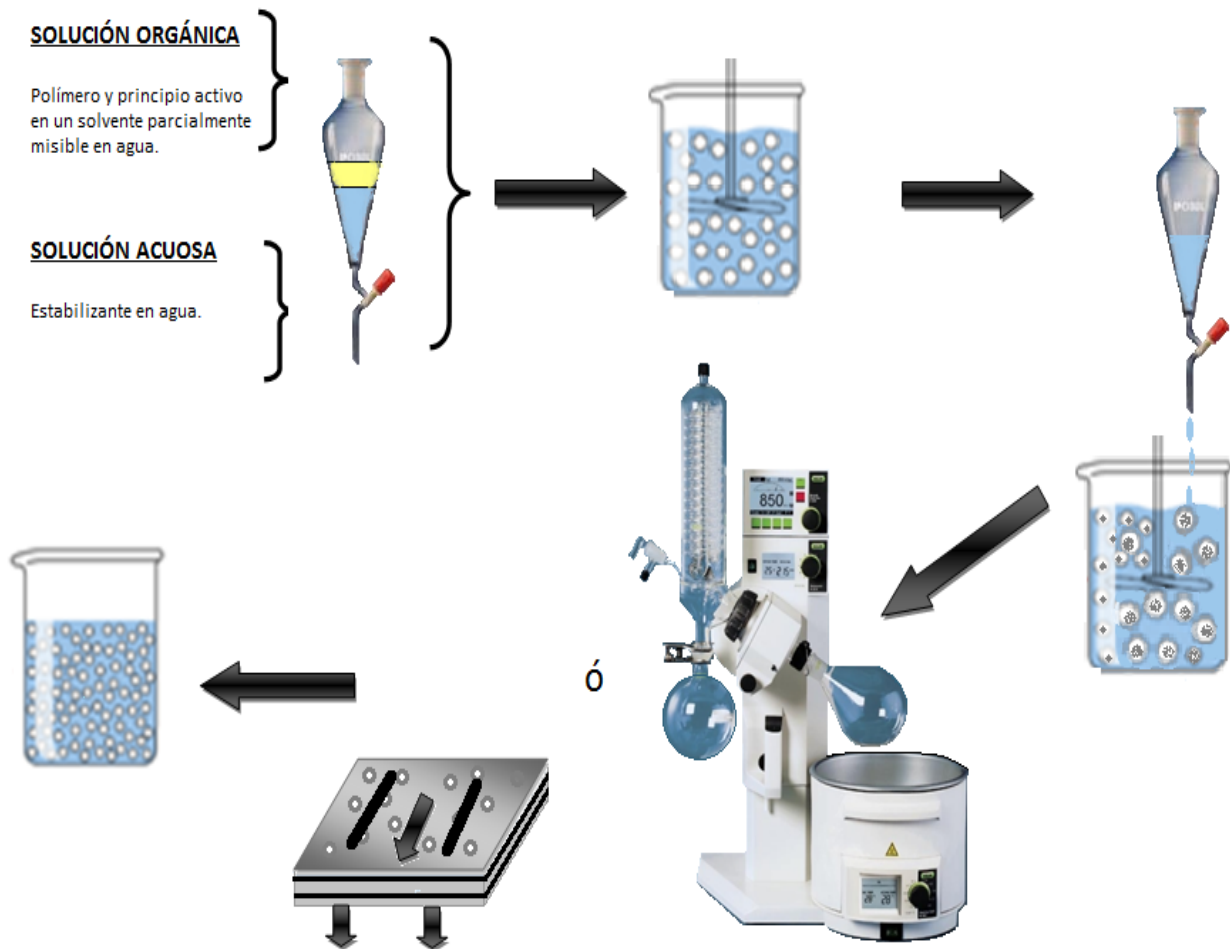 SOLUCIÓN ORGÁNICA
Polímero y principio activo
en un solvente parcialmente
misible en agua.
SOLUCIÓN ACUOSA
Estabilizante en agua.
850
Ó